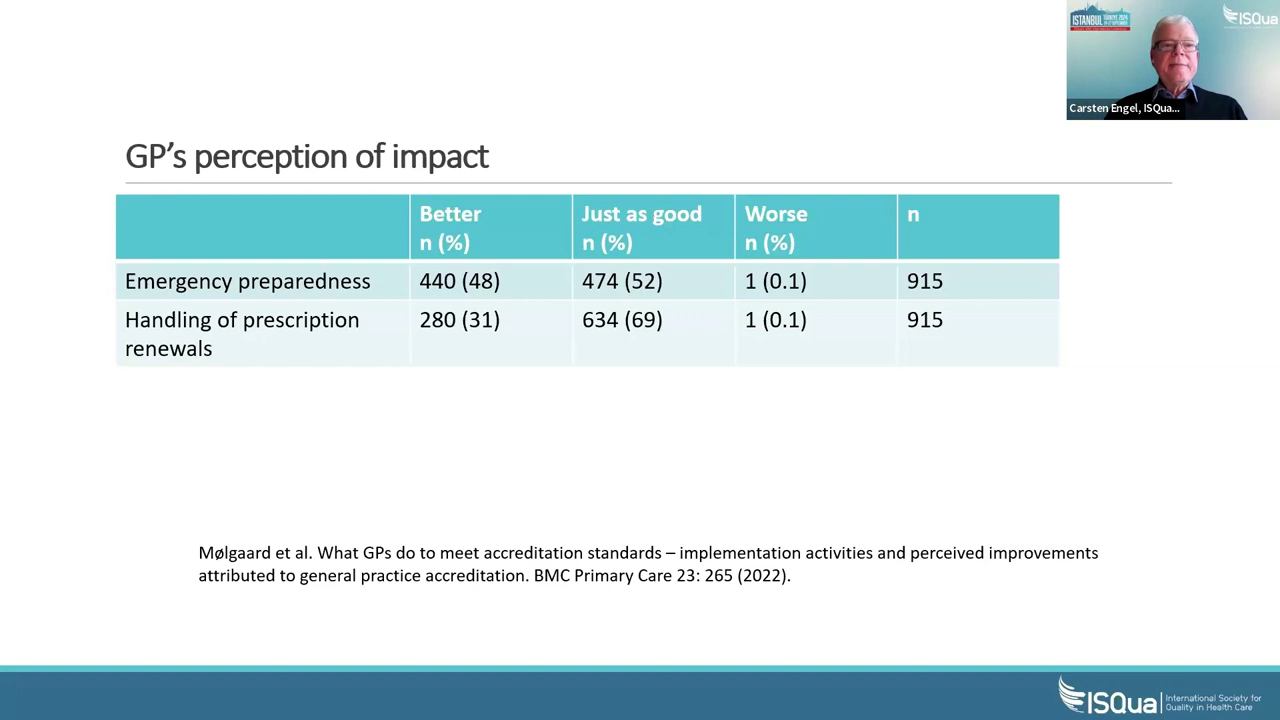 ISTANBUL
ISQua
Carsten Engel, ISQua...
GP's perception of impact
Better Just as good Worse n
n (%) n (%) n (%)
Emergency preparedness 440 (48) 474 (52) 1 (0.1) 915
Handling of prescription 280 (31) 634 (69) 1 (0.1) 915
renewals
Mølgaard et al. What GPs do to meet accreditation standards – implementation activities and perceived improvements
attributed to general practice accreditation. BMC Primary Care 23: 265 (2022).
ISQua
International Society for
Quality in Health Care